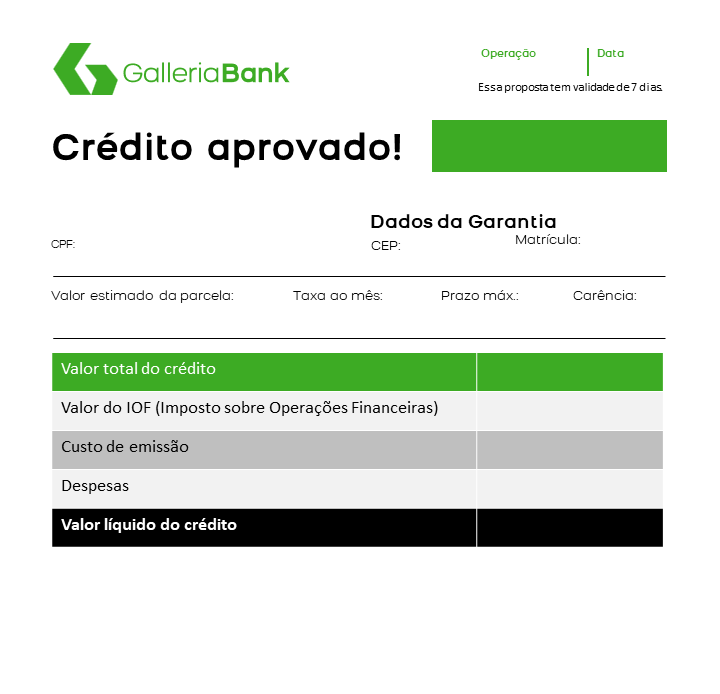 GalleriaBank
Operação Data
Essa proposta tem validade de 7 dias.
Crédito aprovado!
Dados da Garantia
CPF: CEP: Matrícula:
Valor estimado da parcela: Taxa ao mês: Prazo máx.: Carência:
Valor total do crédito
Valor do IOF (Imposto sobre Operações Financeiras)
Custo de emissão
Despesas
Valor líquido do crédito